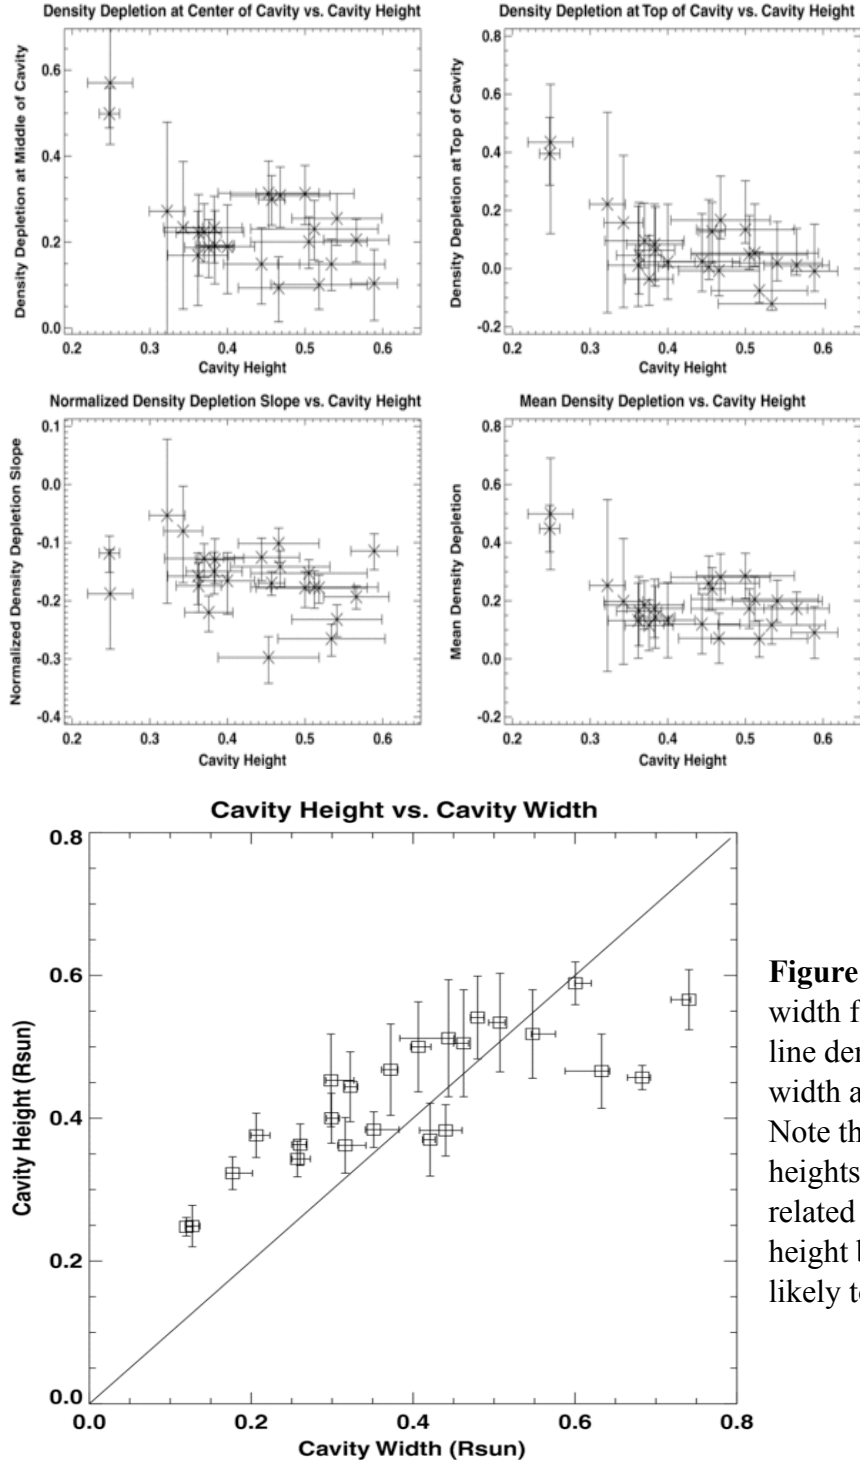 Density Depletion at Center of Cavity vs. Cavity Height
Density Depletion at Middle of Cavity
0.6
0.4
0.2
0.0
0.2 0.3 0.4 0.5 0.6
Cavity Height
Density Depletion at Top of Cavity vs. Cavity Height
Density Depletion at Top of Cavity
0.8
0.6
0.4
0.2
0.0
-0.2
0.2 0.3 0.4 0.5 0.6
Cavity Height
Normalized Density Depletion Slope vs. Cavity Height
Normalized Density Depletion Slope
0.1
0.0
-0.1
-0.2
-0.3
-0.4
0.2 0.3 0.4 0.5 0.6
Cavity Height
Mean Density Depletion vs. Cavity Height
Mean Density Depletion
0.8
0.6
0.4
0.2
0.0
-0.2
0.2 0.3 0.4 0.5 0.6
Cavity Height
Cavity Height vs. Cavity Width
Cavity Height (Rsun)
0.8
0.6
0.4
0.2
0.0
0.0 0.2 0.4 0.6 0.8
Cavity Width (Rsun)
Figure
width f
line der
width a
Note th
heights
related
height b
likely to